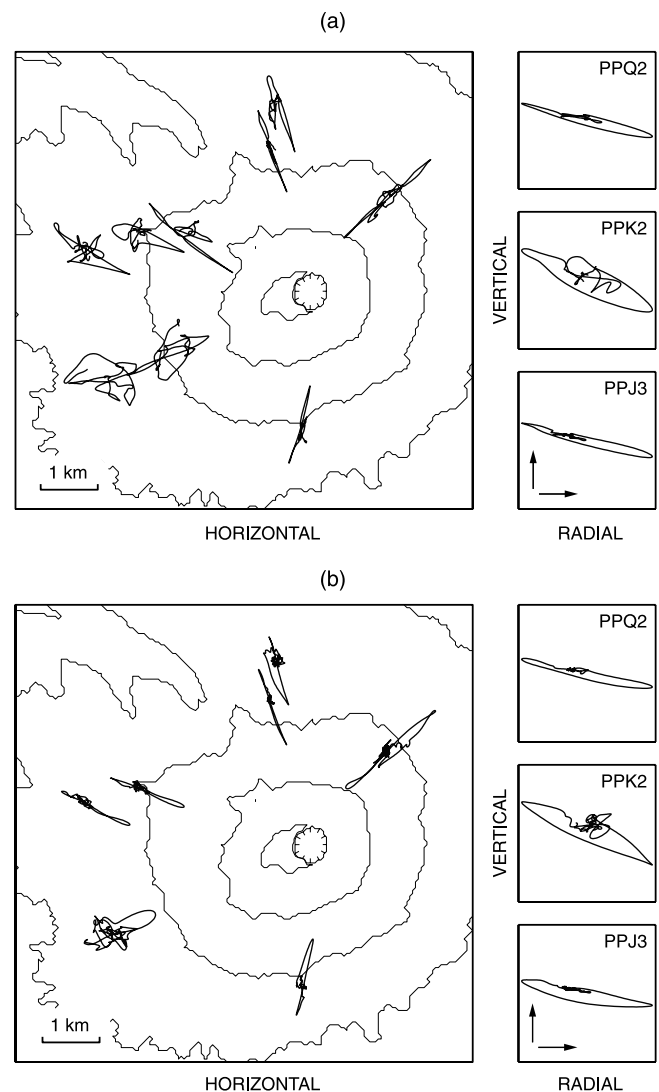 (a)
PPQ2
PPK2
VERTICAL
PPJ3
1 km
HORIZONTAL
RADIAL
(b)
PPQ2
PPK2
VERTICAL
PPJ3
1 km
HORIZONTAL
RADIAL